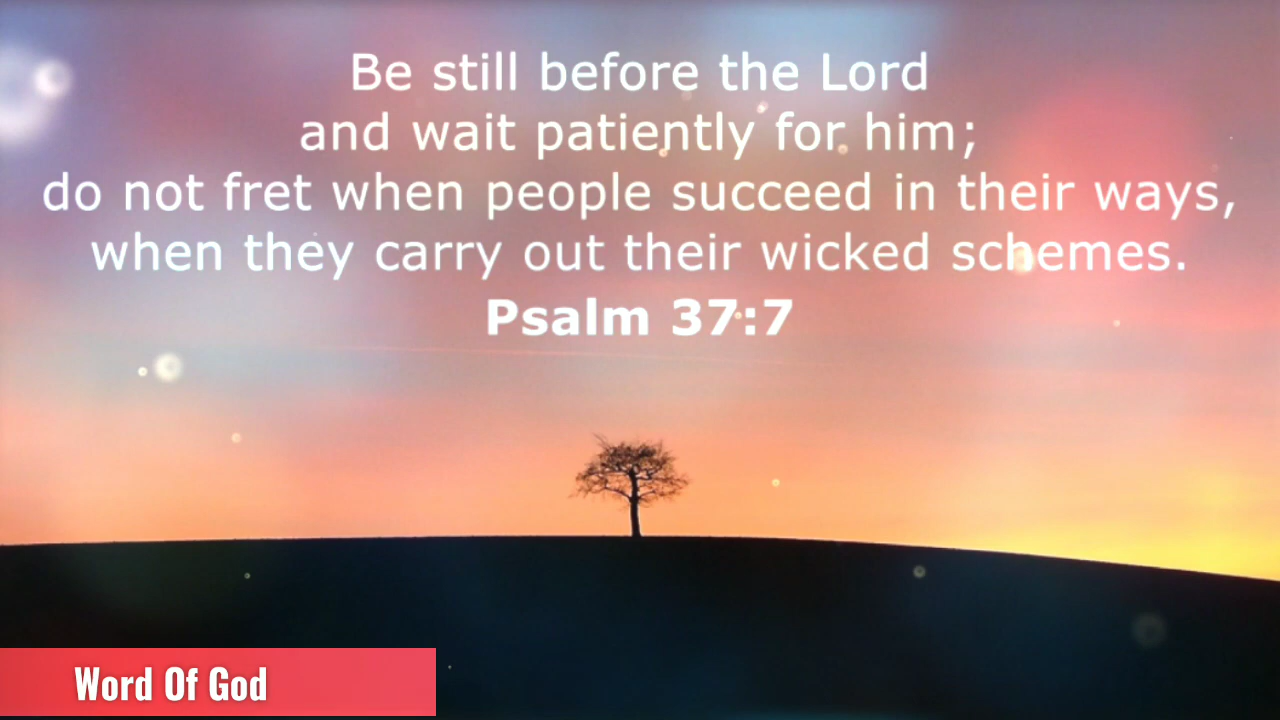 Be still before the Lord
and wait patiently for him;
do not fret when people succeed in their ways,
when they carry out their wicked schemes.
Psalm 37:7
Word Of God